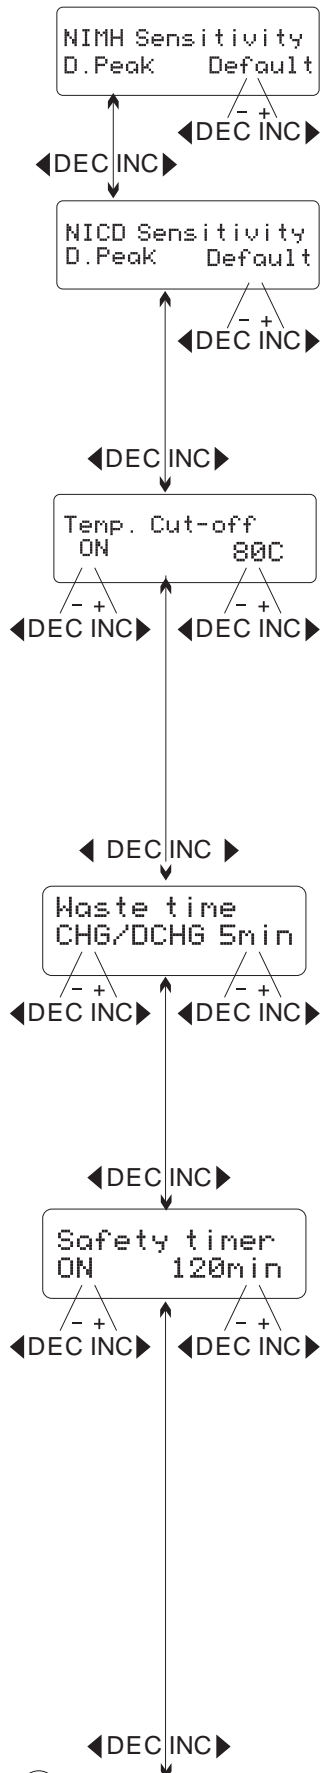 NIMH Sensitivity
D.Peak Default
- +
◀DEC INC▶
◀DEC INC▶
NICD Sensitivity
D.Peak Default
- +
◀DEC INC▶
◀DEC INC▶
Temp. Cut-off
ON 80C
- + - +
◀DEC INC▶ ◀DEC INC▶
◀ DEC INC ▶
Waste time
CHG/DCHG 5min
- + - +
◀DEC INC▶ ◀DEC INC▶
◀DEC INC▶
Safety timer
ON 120min
- + - +
◀DEC INC▶ ◀DEC INC▶
◀DEC INC▶